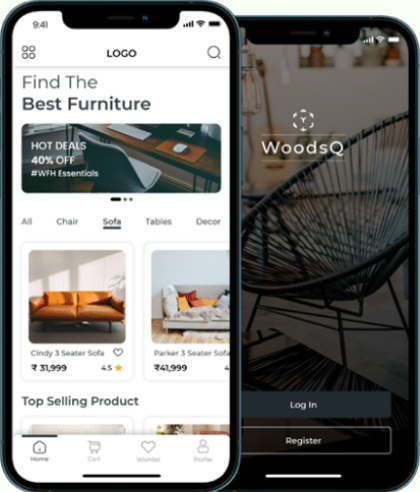 9:41
LOGO
Find The
Best Furniture
HOT DEALS
40% OFF
#WFH Essentials
All Chair Sofa Tables Decor
Cindy 3 Seater Sofa
₹ 31,999 4.5
Parker 3 Seater Sofa
₹41,999
Top Selling Product
Home Cart Wishlist Profile
WoodsQ
Log In
Register